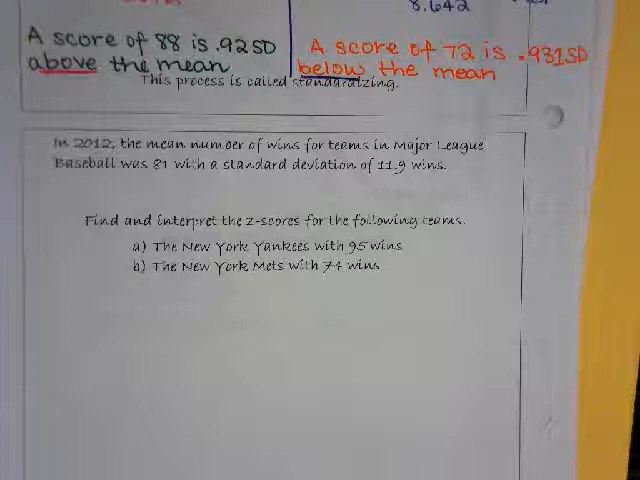 8.642
A score of 88 is .92SD
above the mean
A score of 72 is .931SD
below the mean
This process is called standardizing.
In 2012, the mean number of wins for teams in Major League
Baseball was 81 with a standard deviation of 11.9 wins.
Find and interpret the z-scores for the following teams.
a) The New York Yankees with 95 wins
b) The New York Mets with 74 wins